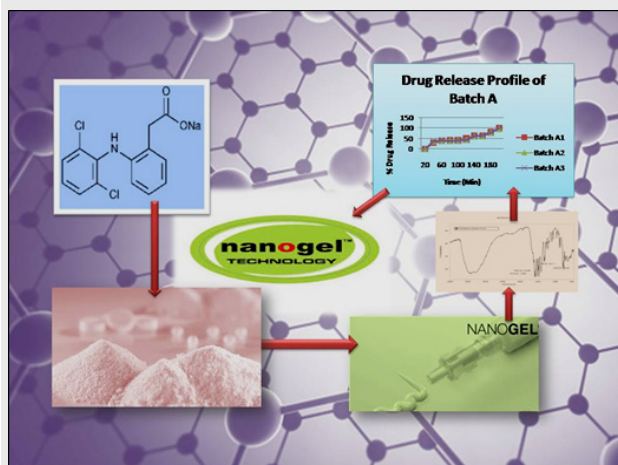 O
ONa
Cl
H
N
Cl
Drug Release Profile of
Batch A
% Drug Release
150
100
50
0
20 60 100 140 180
Time (Min)
Batch A1
Batch A2
Batch A3
nanogel™
TECHNOLOGY
NANOGEL